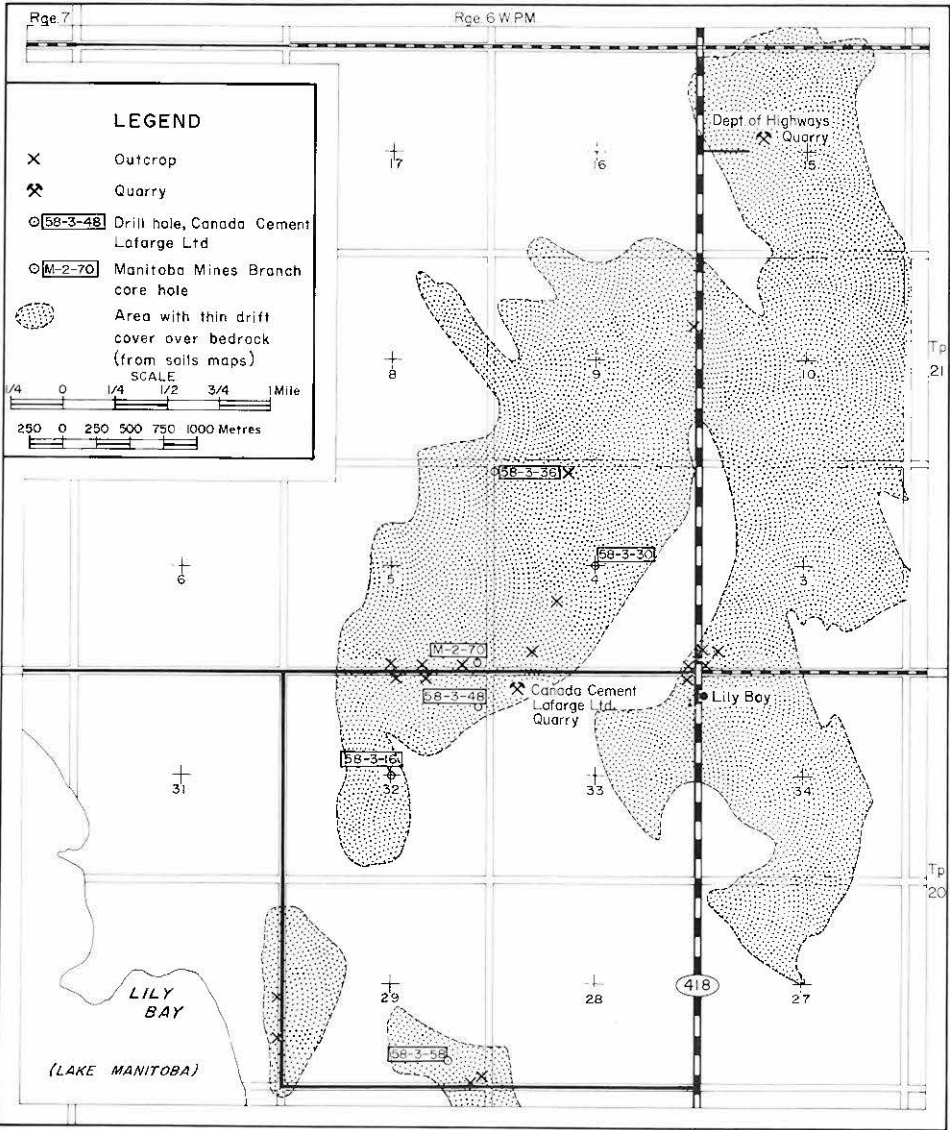 Rge. 7
Rge. 6 W.P.M.
LEGEND
Outcrop
Quarry
58-3-48 Drill hole, Canada Cement
Lafarge Ltd
M-2-70 Manitoba Mines Branch
core hole
Area with thin drift
cover over bedrock
(from soils maps)
SCALE
1/4 0 1/4 1/2 3/4 1 Mile
250 0 250 500 750 1000 Metres
Dept. of Highways
Quarry
17
16
15
8
9
10
Tp
21
58-3-36
58-3-30
6
5
4
3
M-2-70
58-3-48
Canada Cement
Lafarge Ltd.
Quarry
Lily Bay
58-3-16
31
32
33
34
Tp
20
29
28
418
27
LILY
BAY
(LAKE MANITOBA)
58-3-58